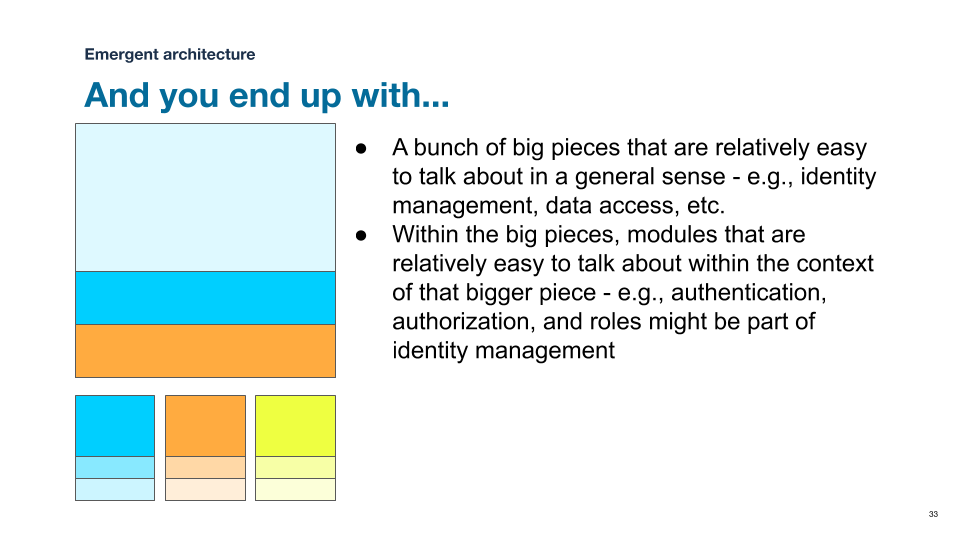 Emergent architecture
And you end up with...
● A bunch of big pieces that are relatively easy
to talk about in a general sense - e.g., identity
management, data access, etc.
● Within the big pieces, modules that are
relatively easy to talk about within the context
of that bigger piece - e.g., authentication,
authorization, and roles might be part of
identity management
33